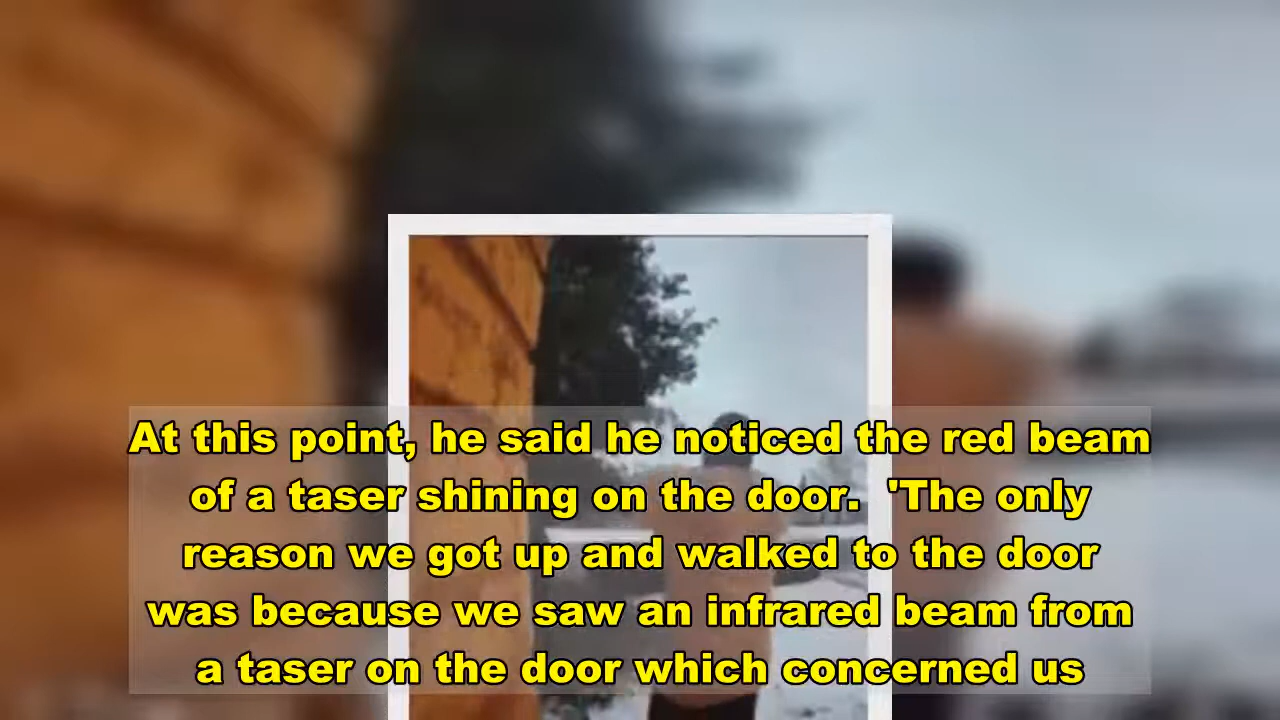 At this point, he said he noticed the red beam
of a taser shining on the door.  'The only
reason we got up and walked to the door
was because we saw an infrared beam from
a taser on the door which concerned us